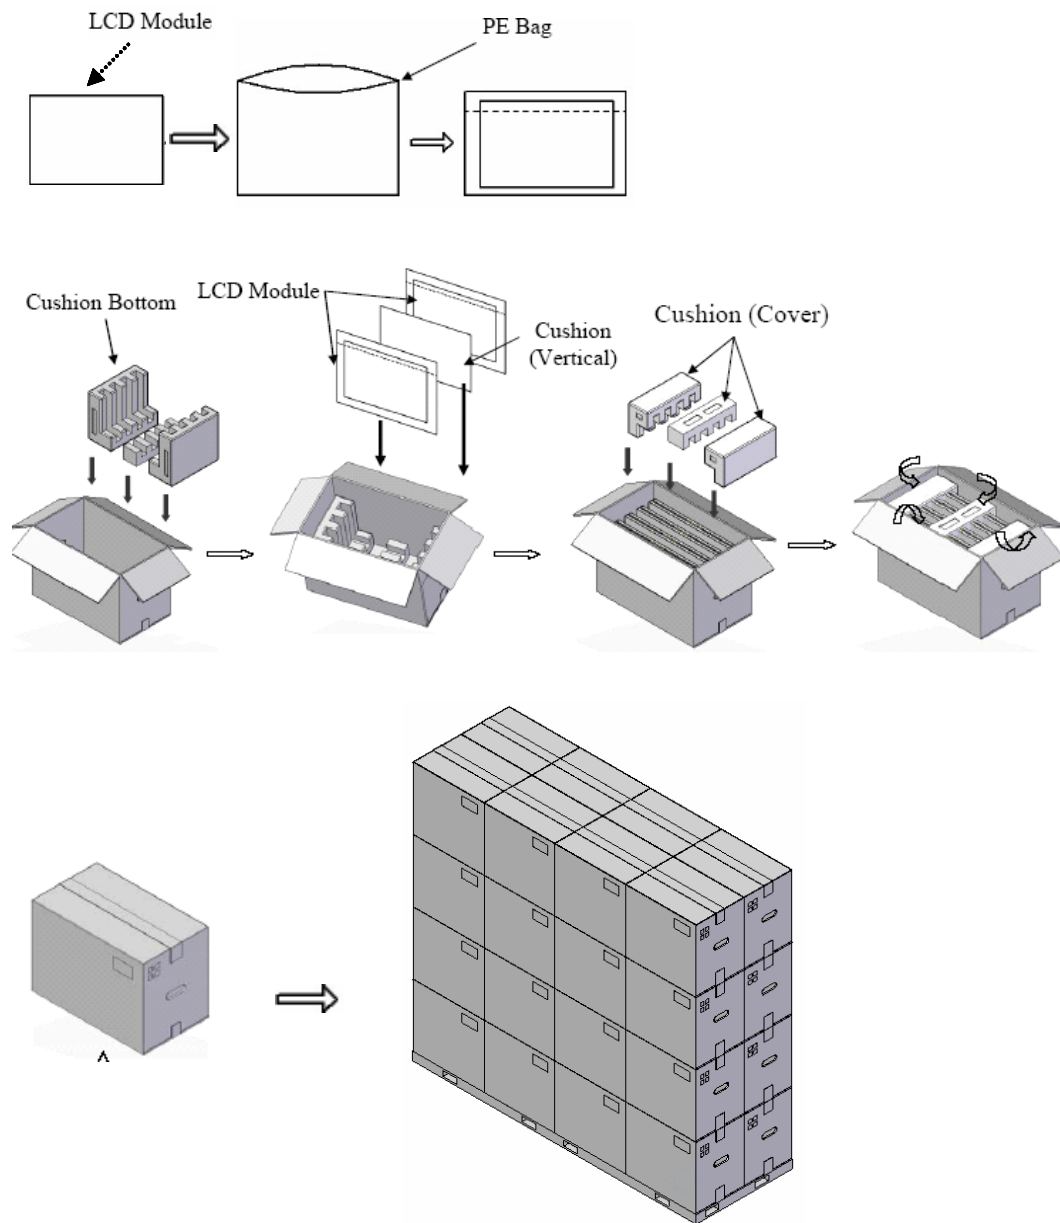 LCD Module
PE Bag
Cushion Bottom
LCD Module
Cushion
(Vertical)
Cushion (Cover)